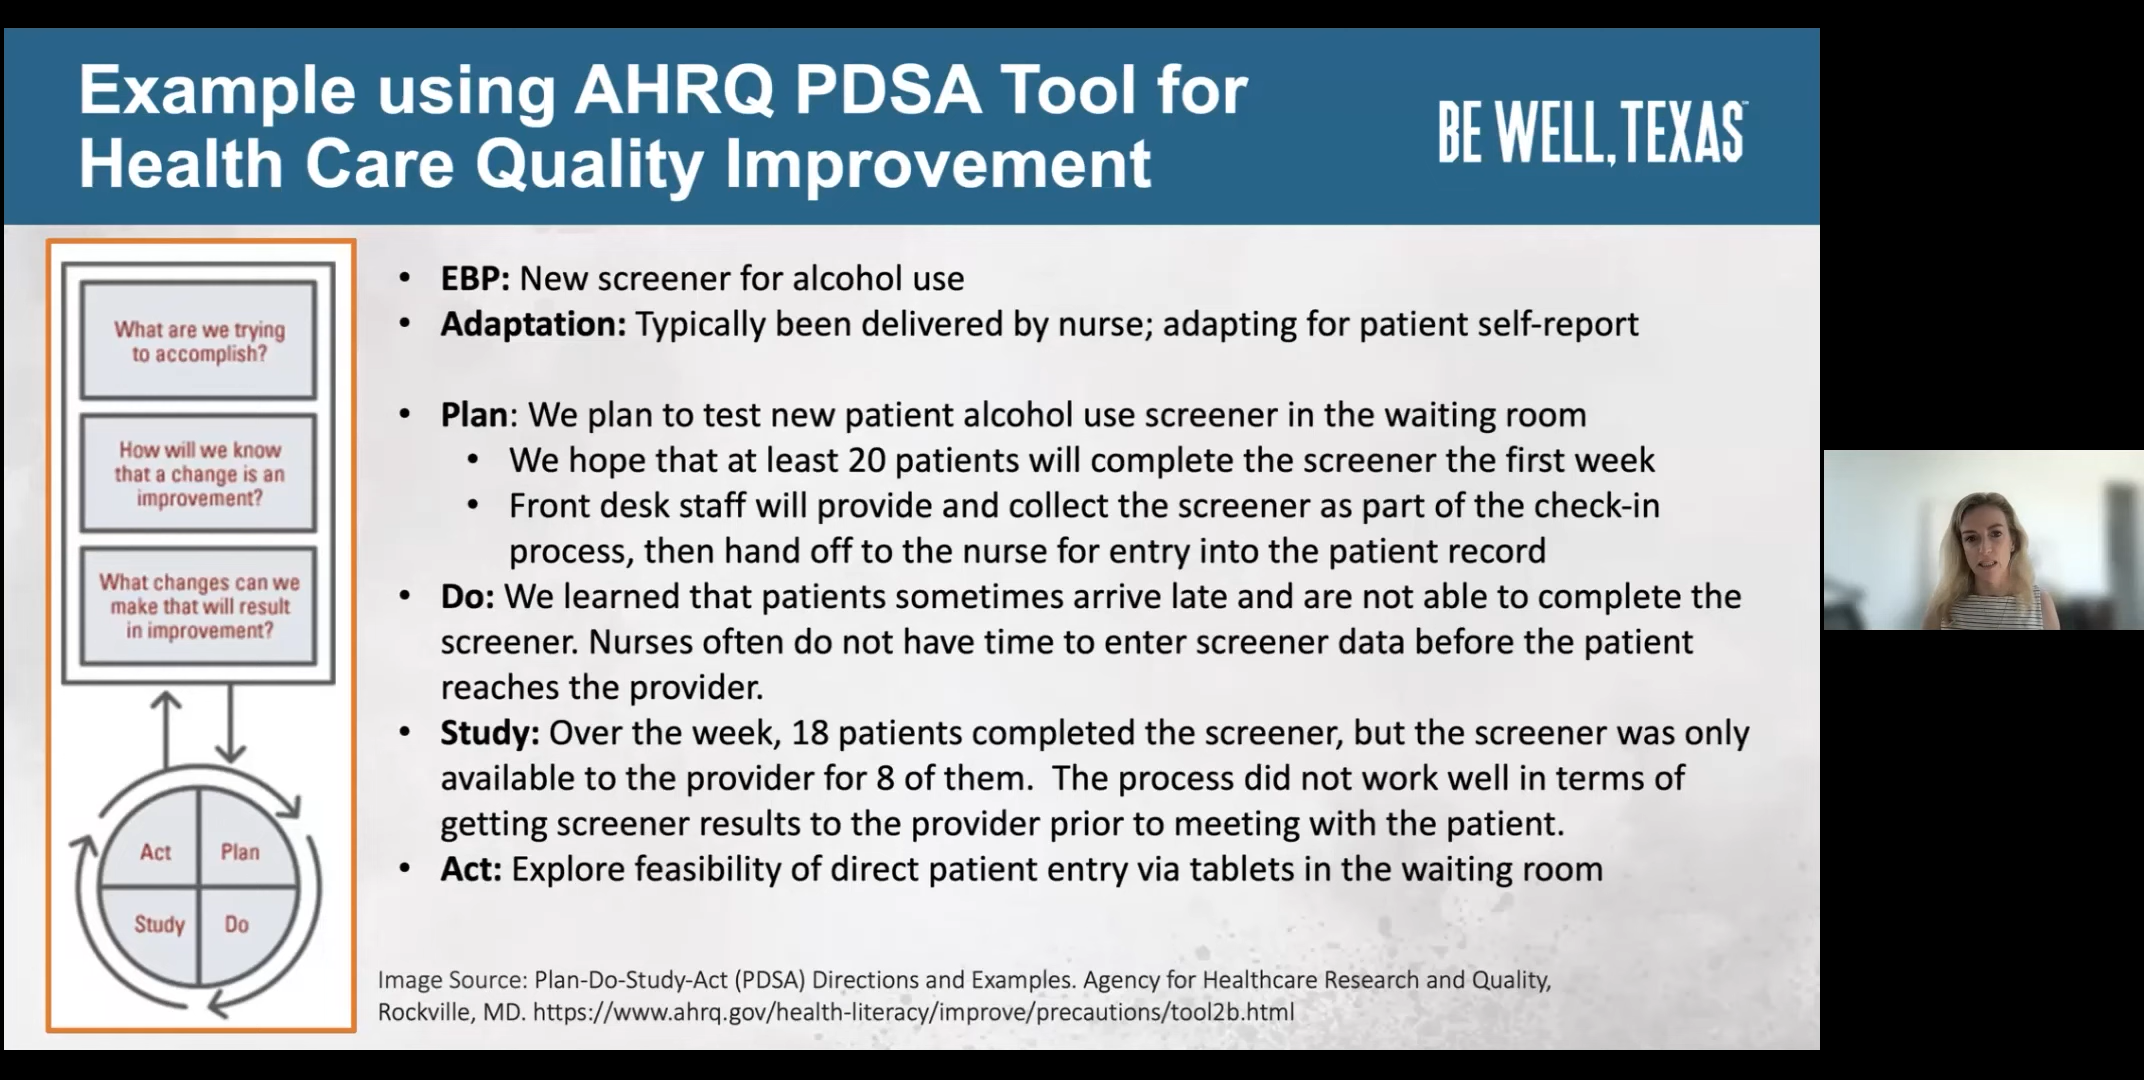 Example using AHRQ PDSA Tool for
Health Care Quality Improvement
BE WELL, TEXAS™
What are we trying
to accomplish?
How will we know
that a change is an
improvement?
What changes can we
make that will result
in improvement?
Act
Plan
Study
Do
• EBP: New screener for alcohol use
• Adaptation: Typically been delivered by nurse; adapting for patient self-report
• Plan: We plan to test new patient alcohol use screener in the waiting room
• We hope that at least 20 patients will complete the screener the first week
• Front desk staff will provide and collect the screener as part of the check-in
process, then hand off to the nurse for entry into the patient record
• Do: We learned that patients sometimes arrive late and are not able to complete the
screener. Nurses often do not have time to enter screener data before the patient
reaches the provider.
• Study: Over the week, 18 patients completed the screener, but the screener was only
available to the provider for 8 of them.  The process did not work well in terms of
getting screener results to the provider prior to meeting with the patient.
• Act: Explore feasibility of direct patient entry via tablets in the waiting room
Image Source: Plan-Do-Study-Act (PDSA) Directions and Examples. Agency for Healthcare Research and Quality,
Rockville, MD. https://www.ahrq.gov/health-literacy/improve/precautions/tool2b.html